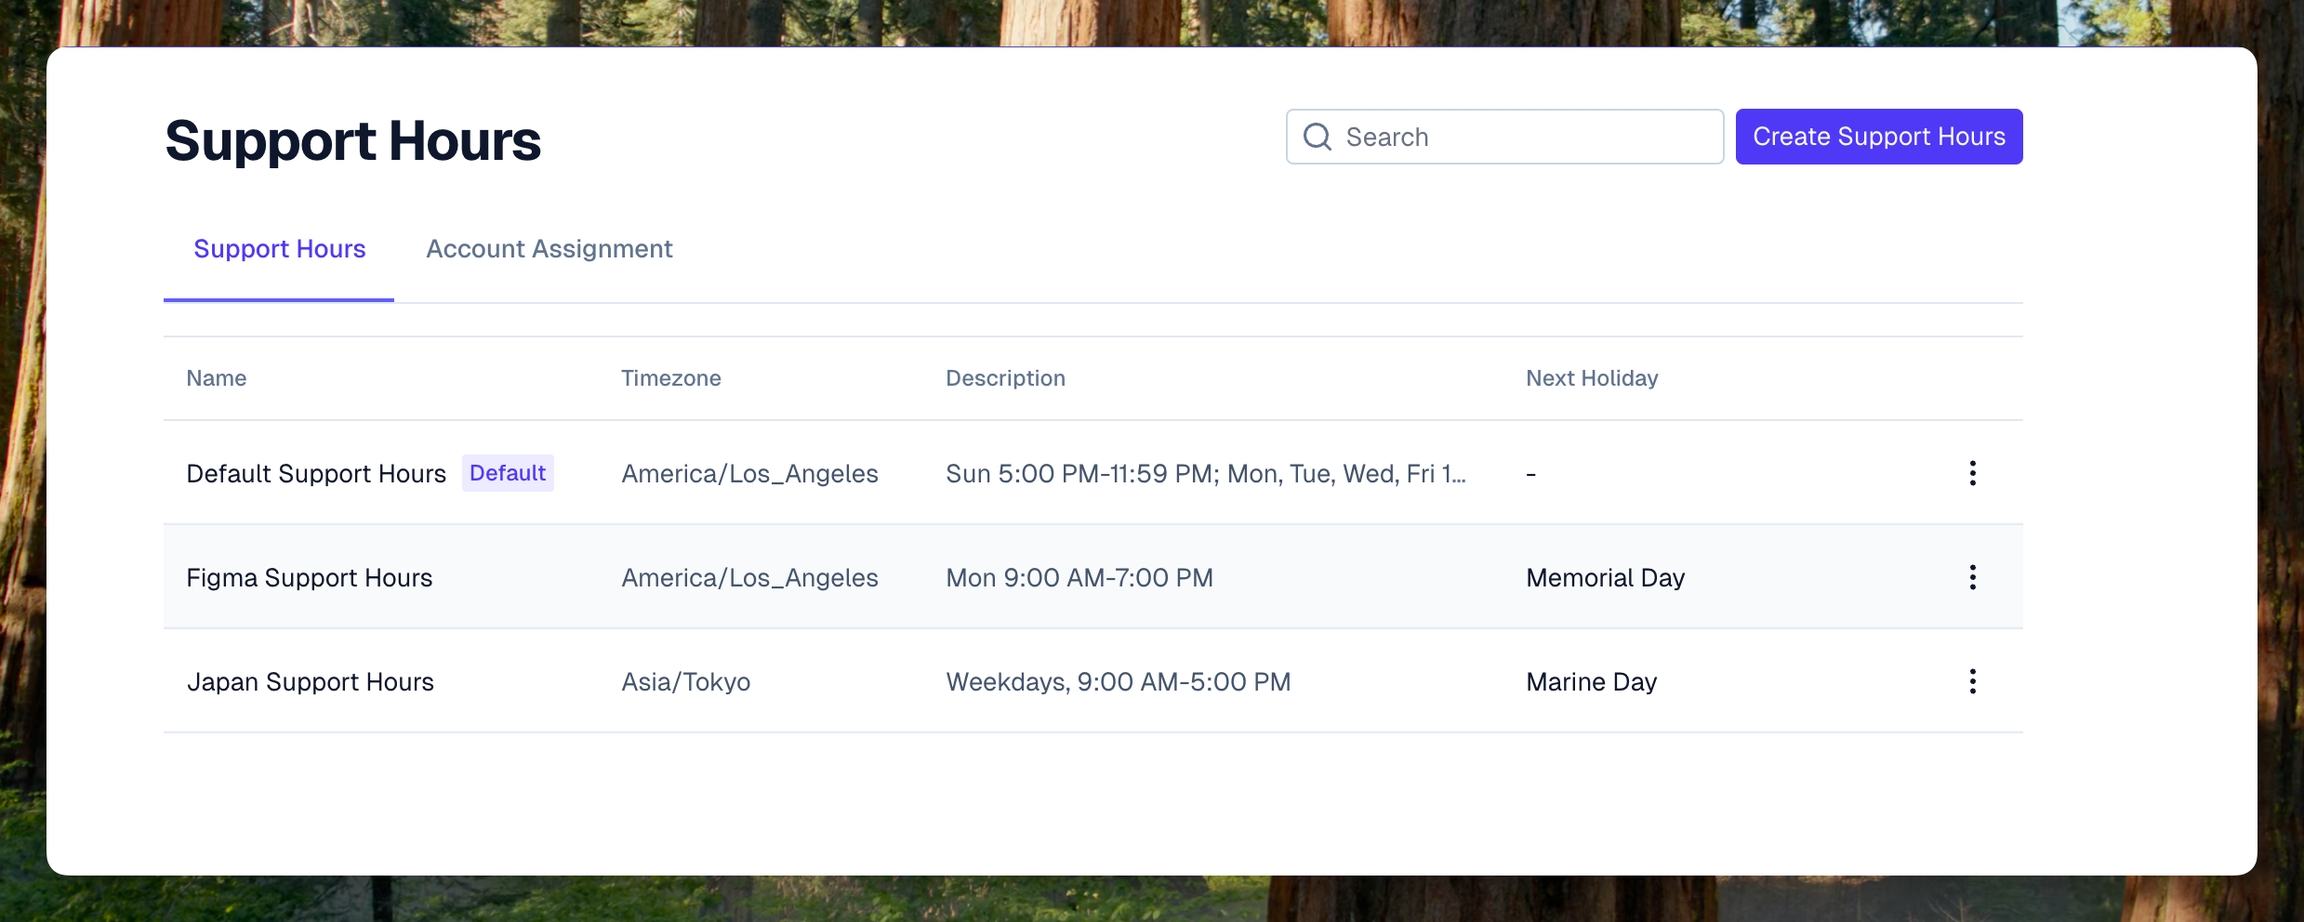 Support Hours
Search
Create Support Hours
Support Hours Account Assignment
Name Timezone Description Next Holiday
Default Support Hours Default America/Los_Angeles Sun 5:00 PM-11:59 PM; Mon, Tue, Wed, Fri 1... -
Figma Support Hours America/Los_Angeles Mon 9:00 AM-7:00 PM Memorial Day
Japan Support Hours Asia/Tokyo Weekdays, 9:00 AM-5:00 PM Marine Day